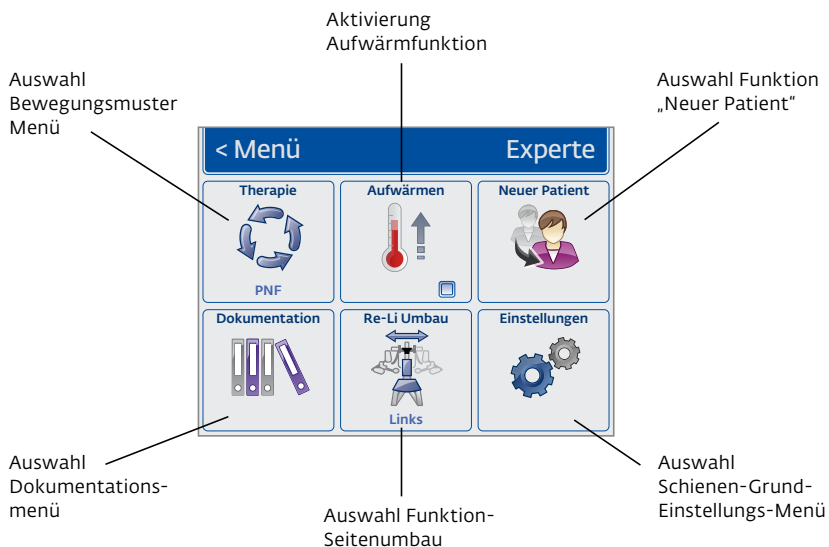 Aktivierung
Aufwärmfunktion
Auswahl
Bewegungsmuster
Menü
Auswahl Funktion
„Neuer Patient“
< Menü
Experte
Therapie
PNF
Aufwärmen
Neuer Patient
Dokumentation
Re-Li Umbau
Links
Einstellungen
Auswahl
Dokumentations-
menü
Auswahl Funktion-
Seitenumbau
Auswahl
Schienen-Grund-
Einstellungs-Menü